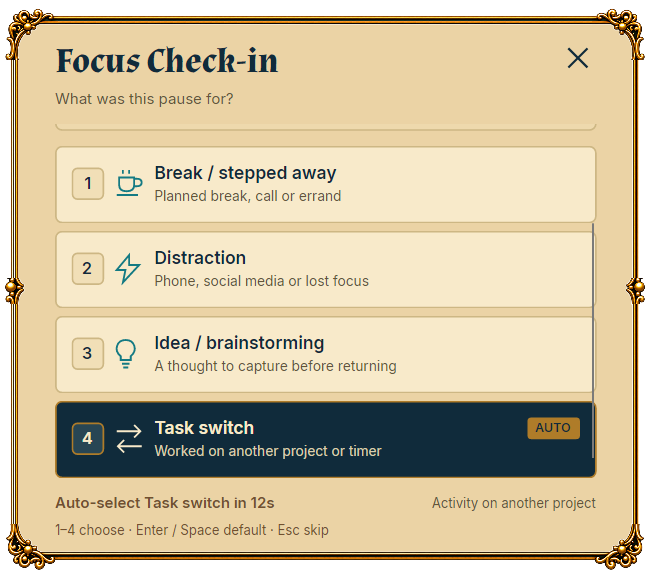 Focus Check-in
What was this pause for?
1
Break / stepped away
Planned break, call or errand
2
Distraction
Phone, social media or lost focus
3
Idea / brainstorming
A thought to capture before returning
4
Task switch
AUTO
Worked on another project or timer
Auto-select Task switch in 12s
Activity on another project
1–4 choose · Enter / Space default · Esc skip